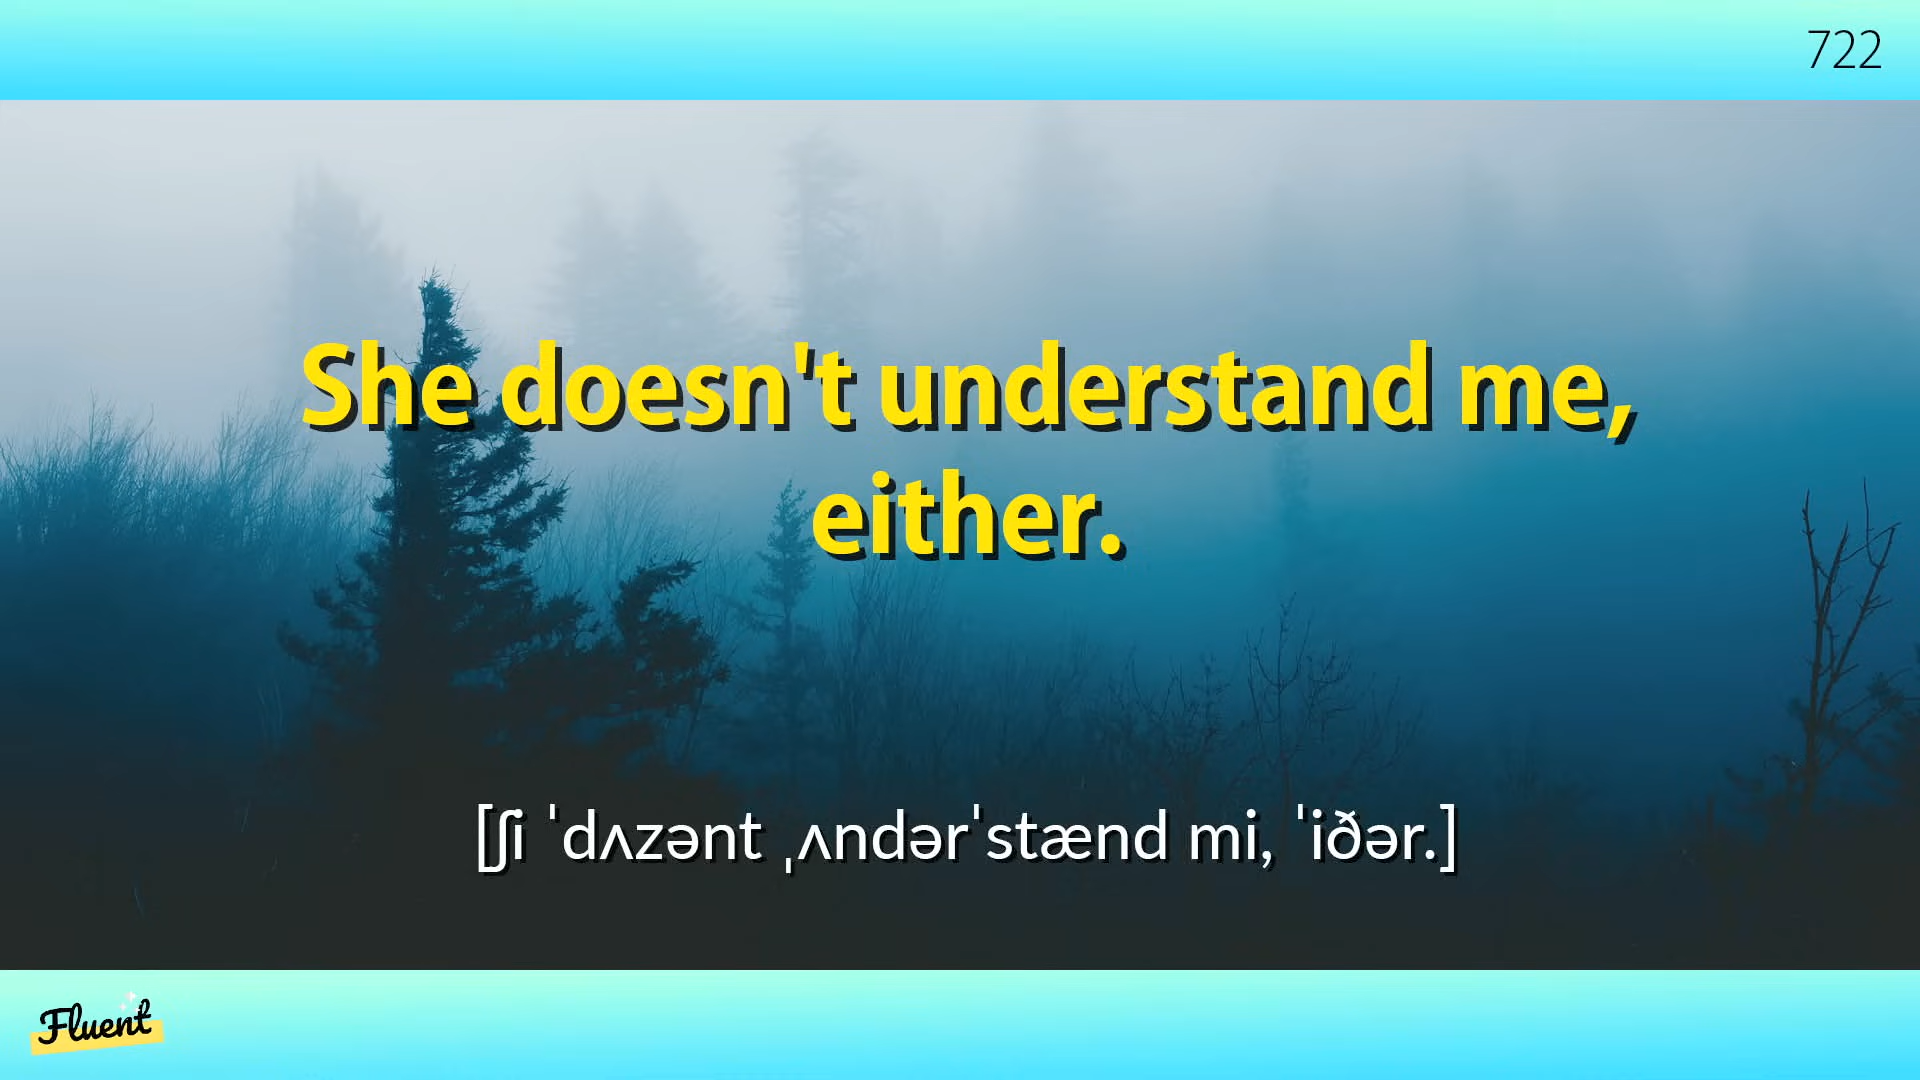 722
She doesn't understand me,
either.
[ʃi ˈdʌzənt ˌʌndərˈstænd mi, ˈiðər.]
Fluent